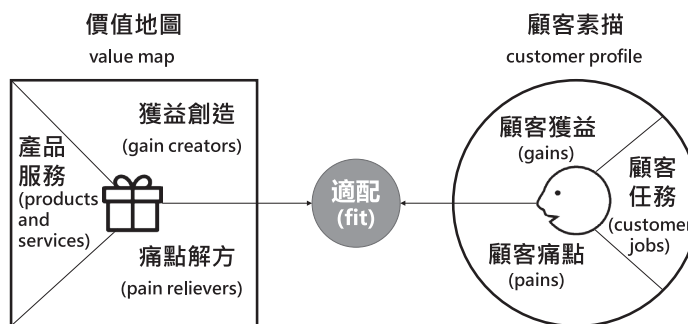 價值地圖
value map
產品
服務
(products
and
services)
獲益創造
(gain creators)
痛點解方
(pain relievers)
適配
(fit)
顧客素描
customer profile
顧客獲益
(gains)
顧客痛點
(pains)
顧客
任務
(customer
jobs)